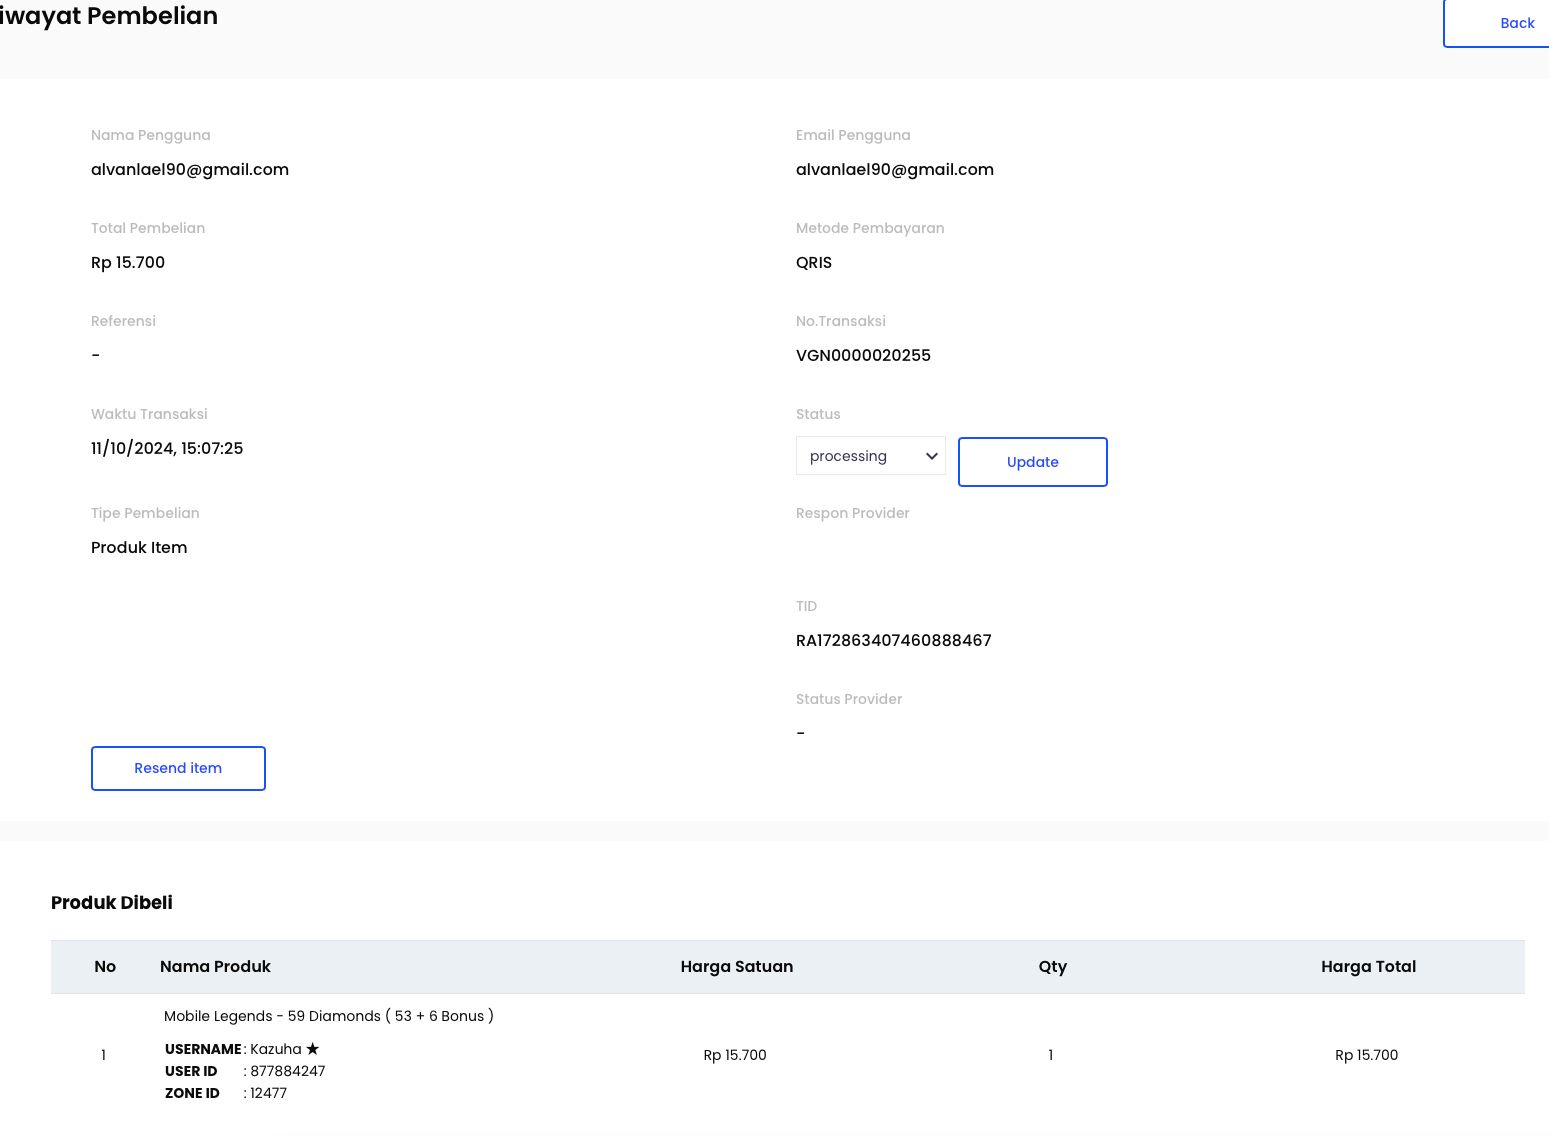 iwayat Pembelian
Back
Nama Pengguna
alvanlael90@gmail.com
Email Pengguna
alvanlael90@gmail.com
Total Pembelian
Rp 15.700
Metode Pembayaran
QRIS
Referensi
-
No.Transaksi
VGN0000020255
Waktu Transaksi
11/10/2024, 15:07:25
Status
processing
Update
Tipe Pembelian
Produk Item
Respon Provider
TID
RA172863407460888467
Status Provider
-
Resend item
Produk Dibeli
No Nama Produk Harga Satuan Qty Harga Total
Mobile Legends - 59 Diamonds ( 53 + 6 Bonus )
USERNAME : Kazuha ★
1 Rp 15.700 1 Rp 15.700
USER ID : 877884247
ZONE ID : 12477